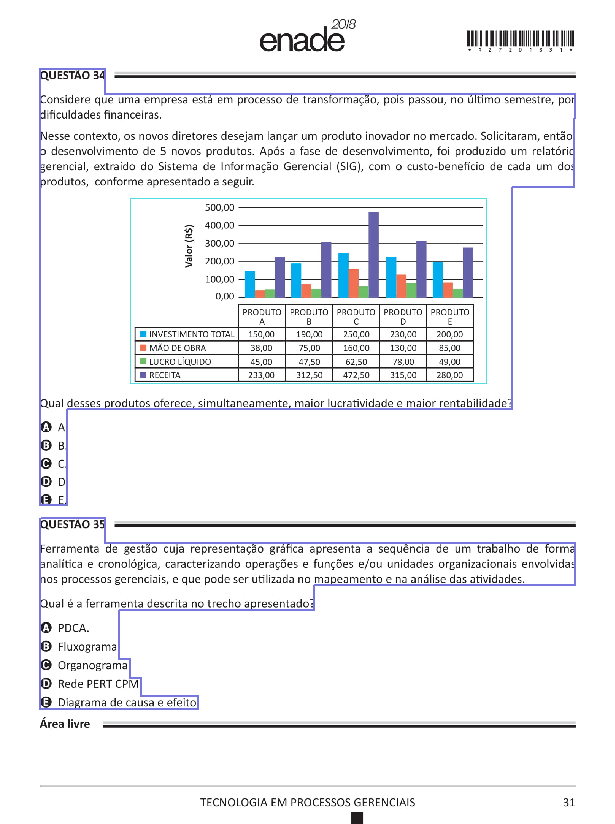 enade 2018
*R2720183 1*
QUESTÃO 34
Considere que uma empresa está em processo de transformação, pois passou, no último semestre, por
dificuldades financeiras.
Nesse contexto, os novos diretores desejam lançar um produto inovador no mercado. Solicitaram, então,
o desenvolvimento de 5 novos produtos. Após a fase de desenvolvimento, foi produzido um relatório
gerencial, extraído do Sistema de Informação Gerencial (SIG), com o custo-benefício de cada um dos
produtos, conforme apresentado a seguir.
Valor (R$)
500,00
400,00
300,00
200,00
100,00
0,00
PRODUTO A PRODUTO B PRODUTO C PRODUTO D PRODUTO E
INVESTIMENTO TOTAL 150,00 190,00 250,00 230,00 200,00
MÃO DE OBRA 38,00 75,00 160,00 130,00 85,00
LUCRO LÍQUIDO 45,00 47,50 62,50 78,00 49,00
RECEITA 233,00 312,50 472,50 315,00 280,00
Qual desses produtos oferece, simultaneamente, maior lucratividade e maior rentabilidade?
A A.
B B.
C C.
D D.
E E.
QUESTÃO 35
Ferramenta de gestão cuja representação gráfica apresenta a sequência de um trabalho de forma
analítica e cronológica, caracterizando operações e funções e/ou unidades organizacionais envolvidas
nos processos gerenciais, e que pode ser utilizada no mapeamento e na análise das atividades.
Qual é a ferramenta descrita no trecho apresentado?
A PDCA.
B Fluxograma.
C Organograma.
D Rede PERT CPM.
E Diagrama de causa e efeito.
Área livre
TECNOLOGIA EM PROCESSOS GERENCIAIS 31